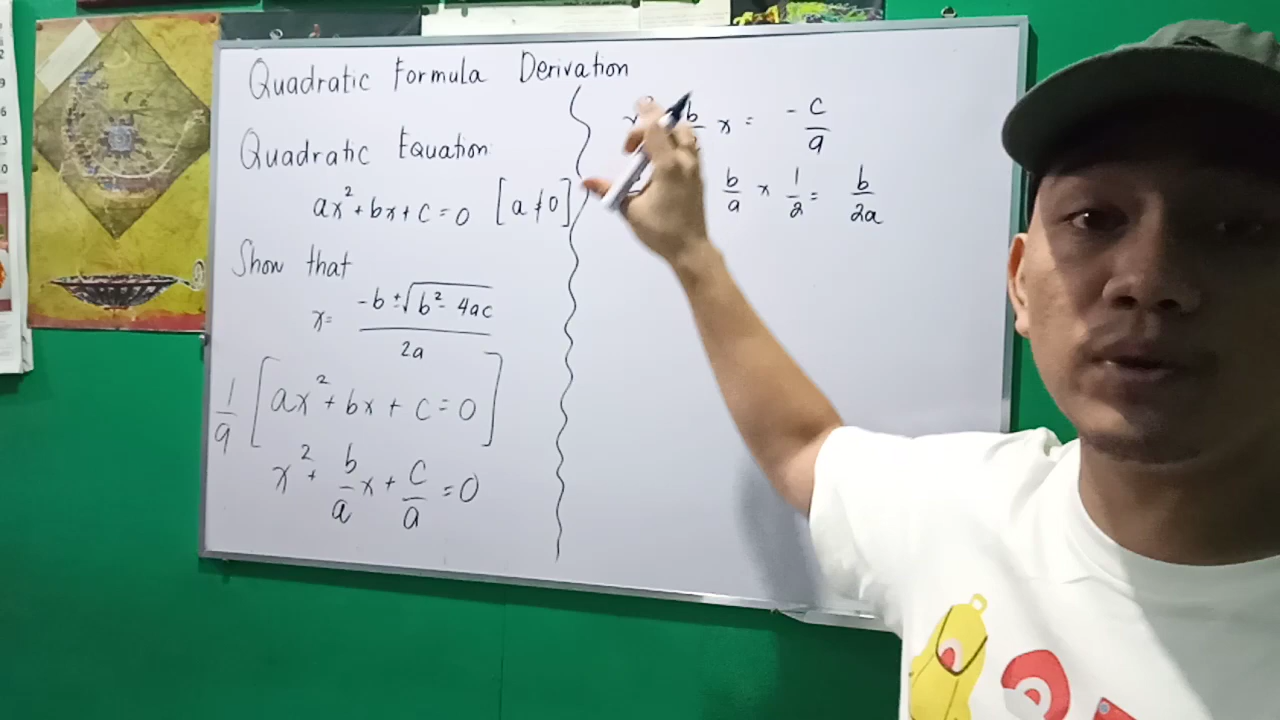 Quadratic Formula Derivation
Quadratic Equation
ax² + bx + c = 0 [a ≠ 0]
Show that
x = (-b ± √(b² - 4ac)) / 2a
1/a [ax² + bx + c = 0]
x² + b/a x + c/a = 0
b x = - c/a
b/a × 1/2 = b/2a